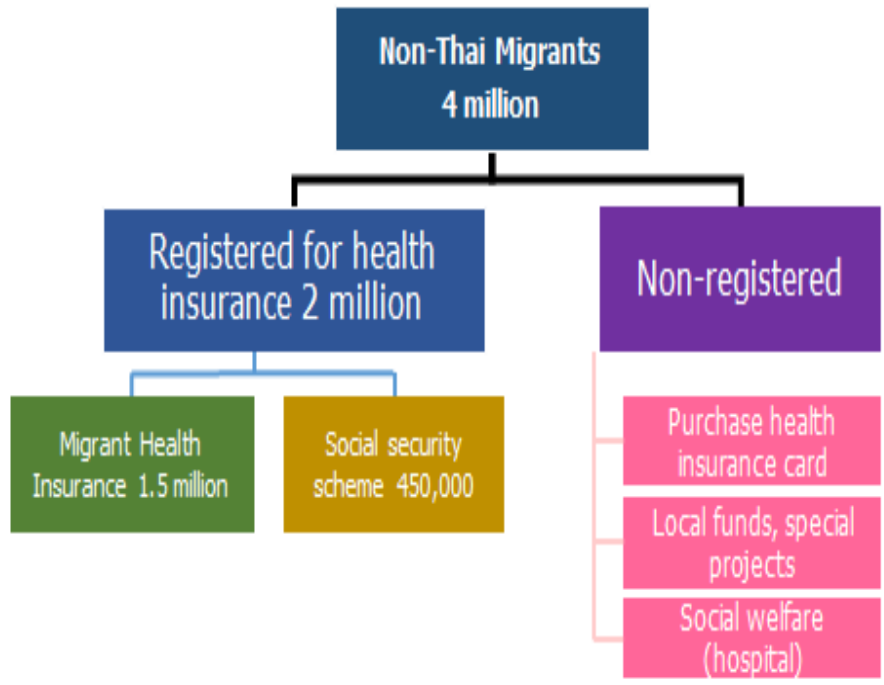 Non-Thai Migrants
4 million
Registered for health
insurance 2 million
Non-registered
Migrant Health
Insurance 1.5 million
Social security
scheme 450,000
Purchase health
insurance card
Local funds, special
projects
Social welfare
(hospital)